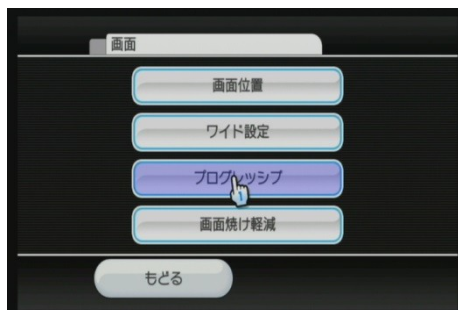 画面
画面位置
ワイド設定
プログレッシブ
画面焼け軽減
もどる